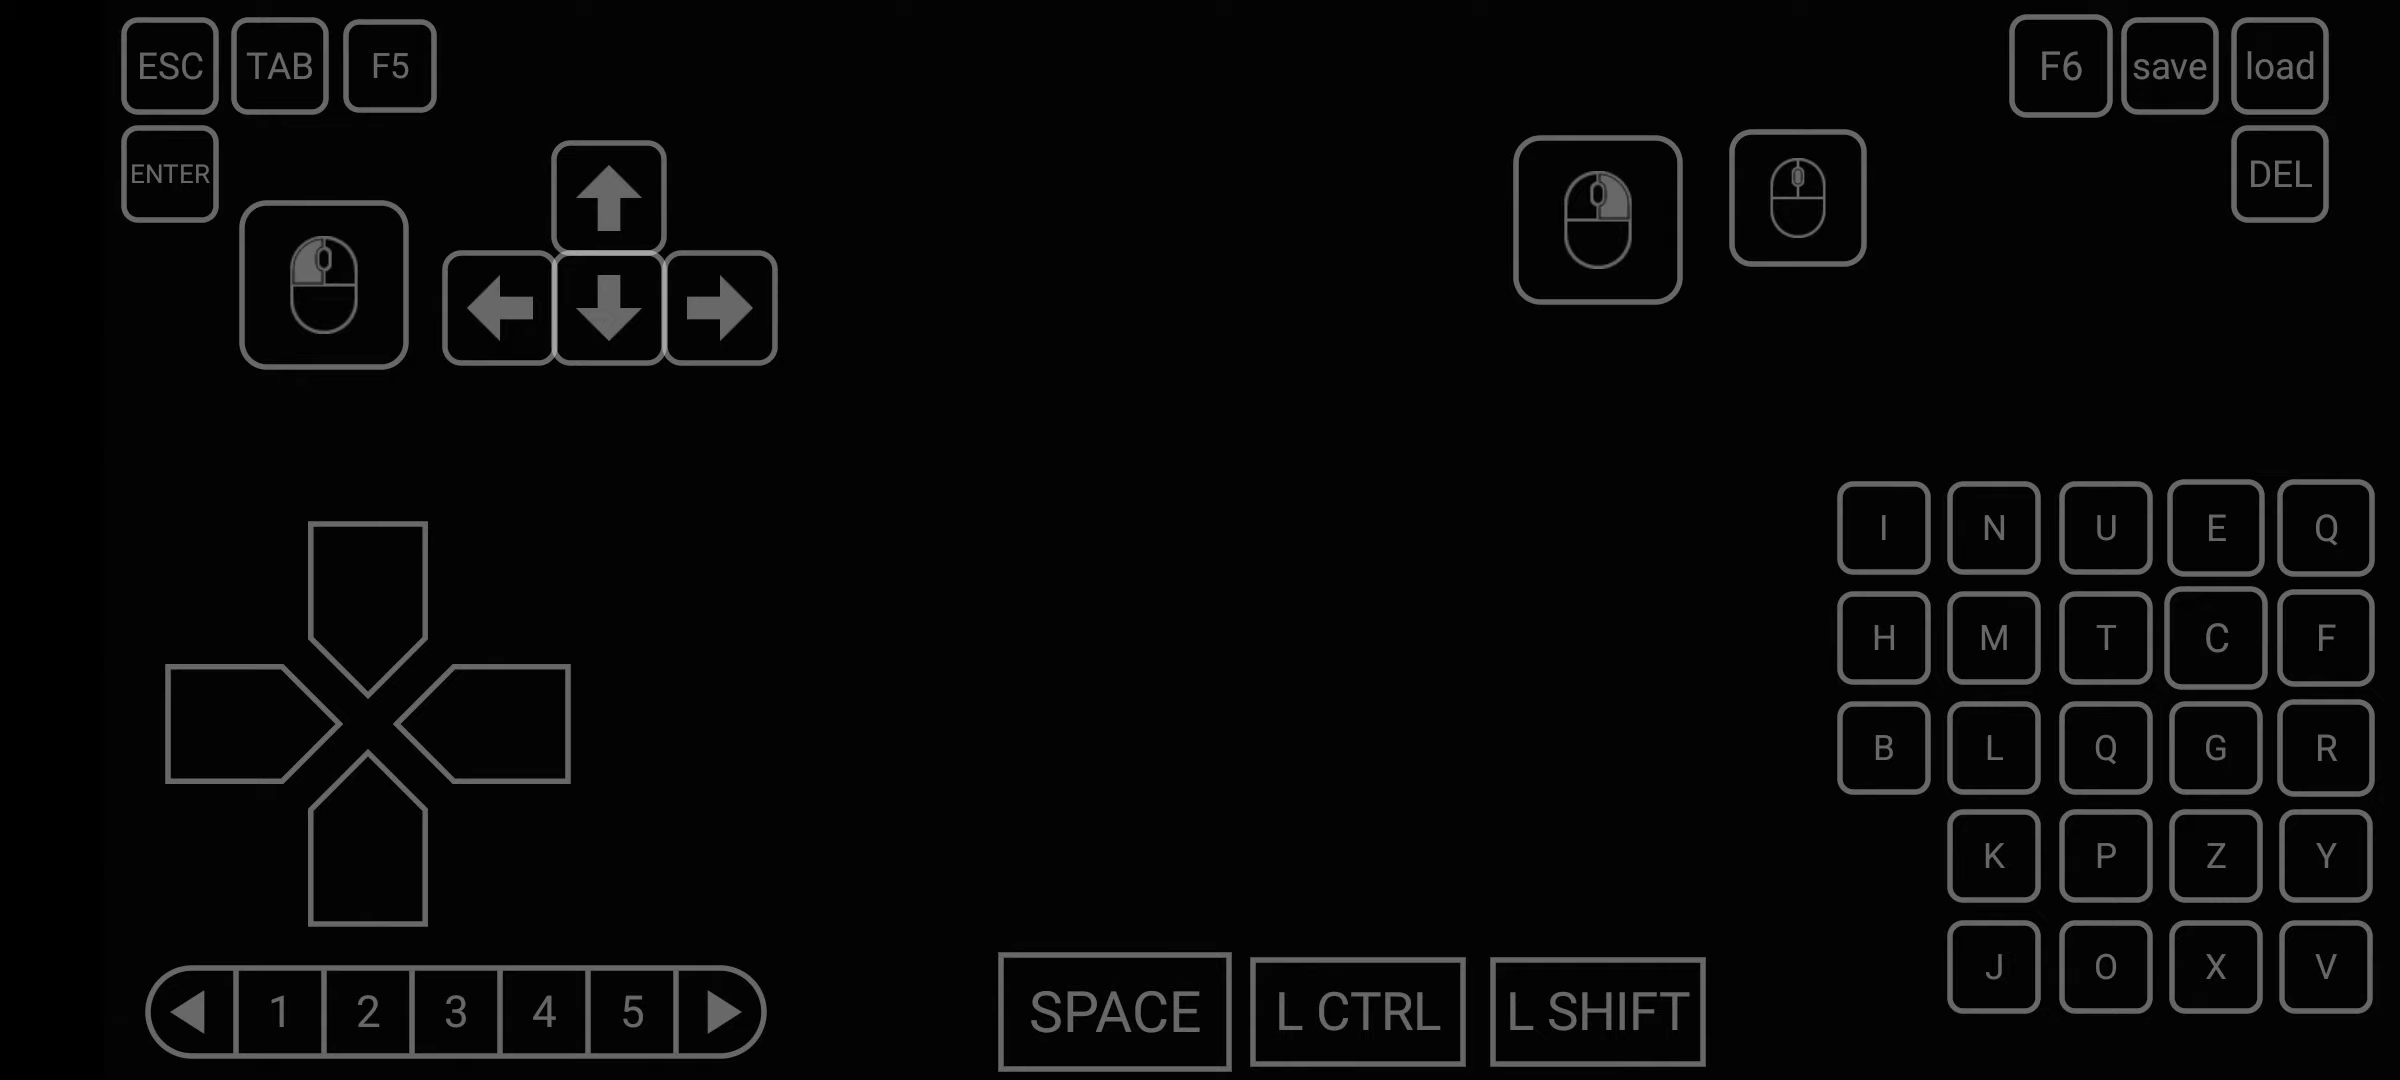 ESC TAB F5
F6 save load
ENTER
DEL
I N U E Q
H M T C F
B L Q G R
K P Z Y
J O X V
1 2 3 4 5
SPACE L CTRL L SHIFT